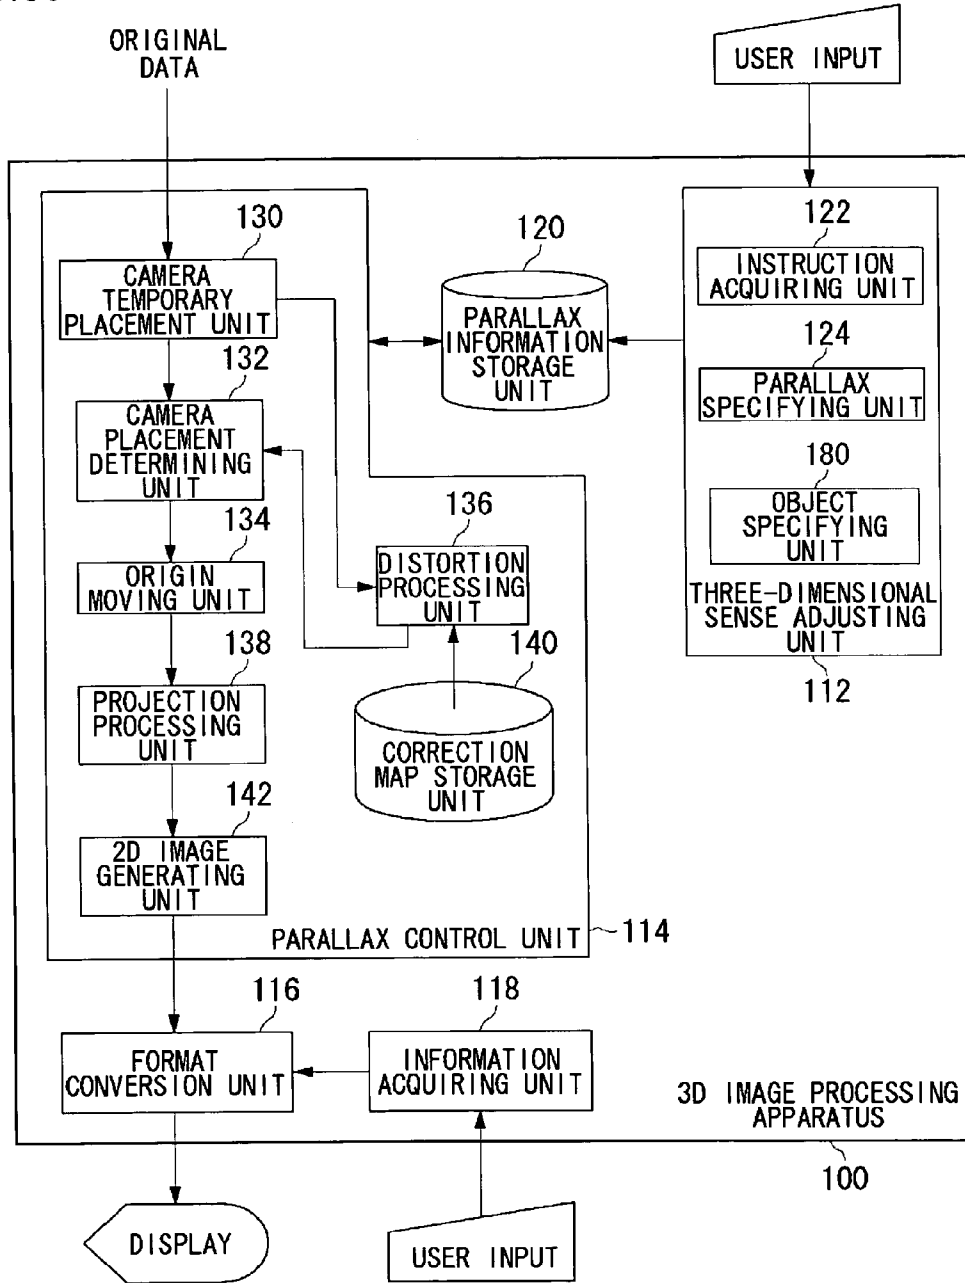 ORIGINAL
DATA
USER INPUT
130
CAMERA
TEMPORARY
PLACEMENT UNIT
120
PARALLAX
INFORMATION
STORAGE
UNIT
122
INSTRUCTION
ACQUIRING UNIT
124
PARALLAX
SPECIFYING UNIT
180
OBJECT
SPECIFYING
UNIT
THREE-DIMENSIONAL
SENSE ADJUSTING
UNIT
112
132
CAMERA
PLACEMENT
DETERMINING
UNIT
134
ORIGIN
MOVING UNIT
136
DISTORTION
PROCESSING
UNIT
138
PROJECTION
PROCESSING
UNIT
140
CORRECTION
MAP STORAGE
UNIT
142
2D IMAGE
GENERATING
UNIT
PARALLAX CONTROL UNIT
114
116
FORMAT
CONVERSION UNIT
118
INFORMATION
ACQUIRING UNIT
3D IMAGE PROCESSING
APPARATUS
100
DISPLAY
USER INPUT